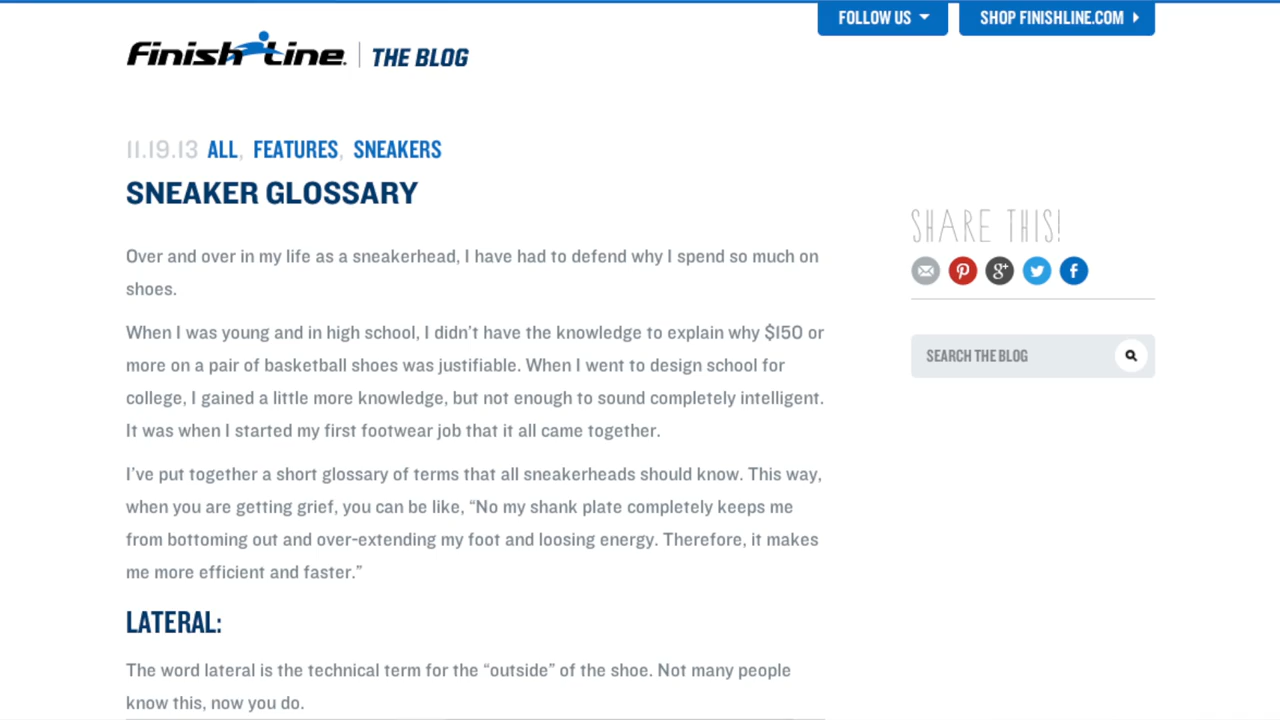 FOLLOW US
SHOP FINISHLINE.COM
Finish Line. THE BLOG
11.19.13 ALL, FEATURES, SNEAKERS
SNEAKER GLOSSARY
SHARE THIS!
SEARCH THE BLOG
Over and over in my life as a sneakerhead, I have had to defend why I spend so much on
shoes.
When I was young and in high school, I didn't have the knowledge to explain why $150 or
more on a pair of basketball shoes was justifiable. When I went to design school for
college, I gained a little more knowledge, but not enough to sound completely intelligent.
It was when I started my first footwear job that it all came together.
I've put together a short glossary of terms that all sneakerheads should know. This way,
when you are getting grief, you can be like, “No my shank plate completely keeps me
from bottoming out and over-extending my foot and loosing energy. Therefore, it makes
me more efficient and faster.”
LATERAL:
The word lateral is the technical term for the “outside” of the shoe. Not many people
know this, now you do.